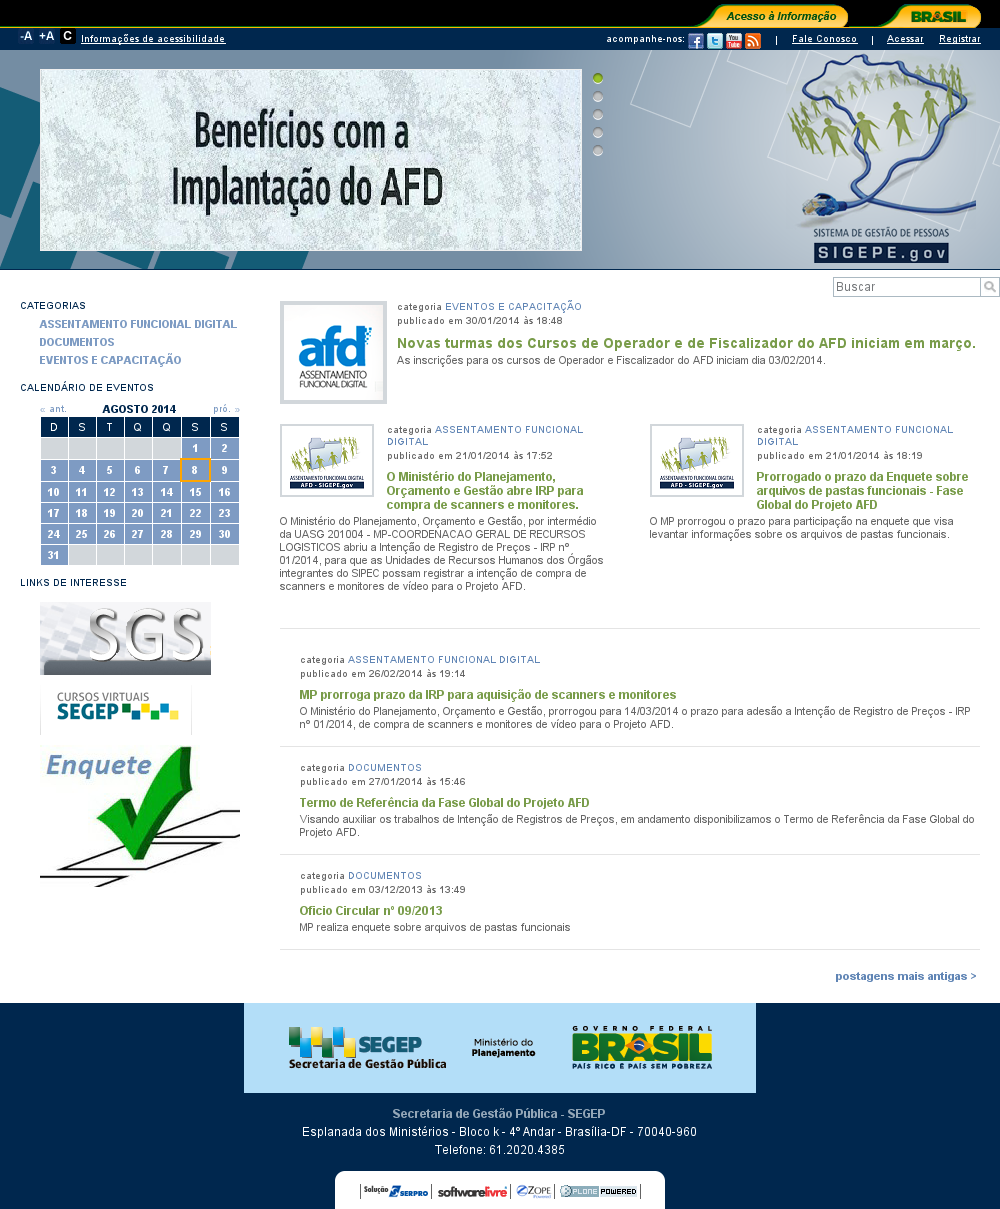 Acesso à Informação
BRASIL
-A +A C Informações de acessibilidade
acompanhe-nos: You Tube | Fale Conosco | Acessar Registrar
Benefícios com a
Implantação do AFD
SISTEMA DE GESTÃO DE PESSOAS
SIGEPE.gov
Buscar
CATEGORIAS
ASSENTAMENTO FUNCIONAL DIGITAL
DOCUMENTOS
EVENTOS E CAPACITAÇÃO
CALENDÁRIO DE EVENTOS
« ant. AGOSTO 2014 pró. »
D S T Q Q S S
1 2
3 4 5 6 7 8 9
10 11 12 13 14 15 16
17 18 19 20 21 22 23
24 25 26 27 28 29 30
31
LINKS DE INTERESSE
SGS
CURSOS VIRTUAIS
SEGEP
Enquete
afd
ASSENTAMENTO
FUNCIONAL DIGITAL
categoria EVENTOS E CAPACITAÇÃO
publicado em 30/01/2014 às 18:48
Novas turmas dos Cursos de Operador e de Fiscalizador do AFD iniciam em março.
As inscrições para os cursos de Operador e Fiscalizador do AFD iniciam dia 03/02/2014.
ASSENTAMENTO FUNCIONAL DIGITAL
AFD - SIGEPE.gov
categoria ASSENTAMENTO FUNCIONAL
DIGITAL
publicado em 21/01/2014 às 17:52
O Ministério do Planejamento,
Orçamento e Gestão abre IRP para
compra de scanners e monitores.
O Ministério do Planejamento, Orçamento e Gestão, por intermédio
da UASG 201004 - MP-COORDENACAO GERAL DE RECURSOS
LOGISTICOS abriu a Intenção de Registro de Preços - IRP nº
01/2014, para que as Unidades de Recursos Humanos dos Órgãos
integrantes do SIPEC possam registrar a intenção de compra de
scanners e monitores de vídeo para o Projeto AFD.
ASSENTAMENTO FUNCIONAL DIGITAL
AFD - SIGEPE.gov
categoria ASSENTAMENTO FUNCIONAL
DIGITAL
publicado em 21/01/2014 às 18:19
Prorrogado o prazo da Enquete sobre
arquivos de pastas funcionais - Fase
Global do Projeto AFD
O MP prorrogou o prazo para participação na enquete que visa
levantar informações sobre os arquivos de pastas funcionais.
categoria ASSENTAMENTO FUNCIONAL DIGITAL
publicado em 26/02/2014 às 19:14
MP prorroga prazo da IRP para aquisição de scanners e monitores
O Ministério do Planejamento, Orçamento e Gestão, prorrogou para 14/03/2014 o prazo para adesão a Intenção de Registro de Preços - IRP
nº 01/2014, de compra de scanners e monitores de vídeo para o Projeto AFD.
categoria DOCUMENTOS
publicado em 27/01/2014 às 15:46
Termo de Referência da Fase Global do Projeto AFD
Visando auxiliar os trabalhos de Intenção de Registros de Preços, em andamento disponibilizamos o Termo de Referência da Fase Global do
Projeto AFD.
categoria DOCUMENTOS
publicado em 03/12/2013 às 13:49
Oficio Circular n° 09/2013
MP realiza enquete sobre arquivos de pastas funcionais
postagens mais antigas >
SEGEP
Secretaria de Gestão Pública
Ministério do
Planejamento
GOVERNO FEDERAL
BRASIL
PAÍS RICO É PAÍS SEM POBREZA
Secretaria de Gestão Pública - SEGEP
Esplanada dos Ministérios - Bloco k - 4º Andar - Brasília-DF - 70040-960
Telefone: 61.2020.4385
Solução SERPRO softwarelivre ZOPE PLONE POWERED